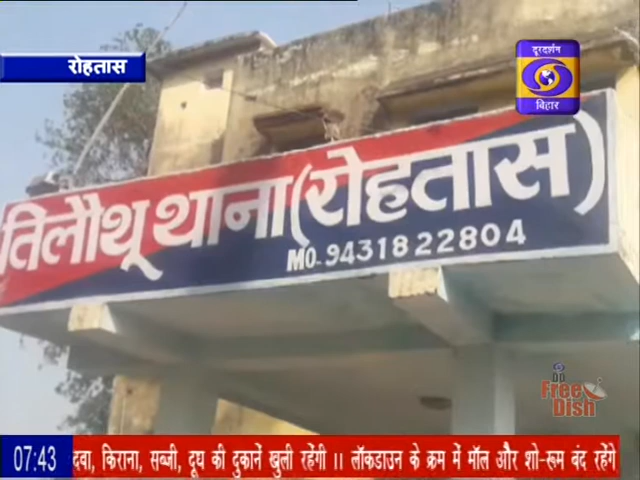 रोहतास
दूरदर्शन
बिहार
तिलौथू थाना (रोहतास)
MO-9431822804
DD
Free
Dish
07:43 दवा, किराना, सब्जी, दूध की दुकानें खुली रहेंगी ।। लॉकडाउन के क्रम में मॉल और शो-रूम बंद रहेंगे